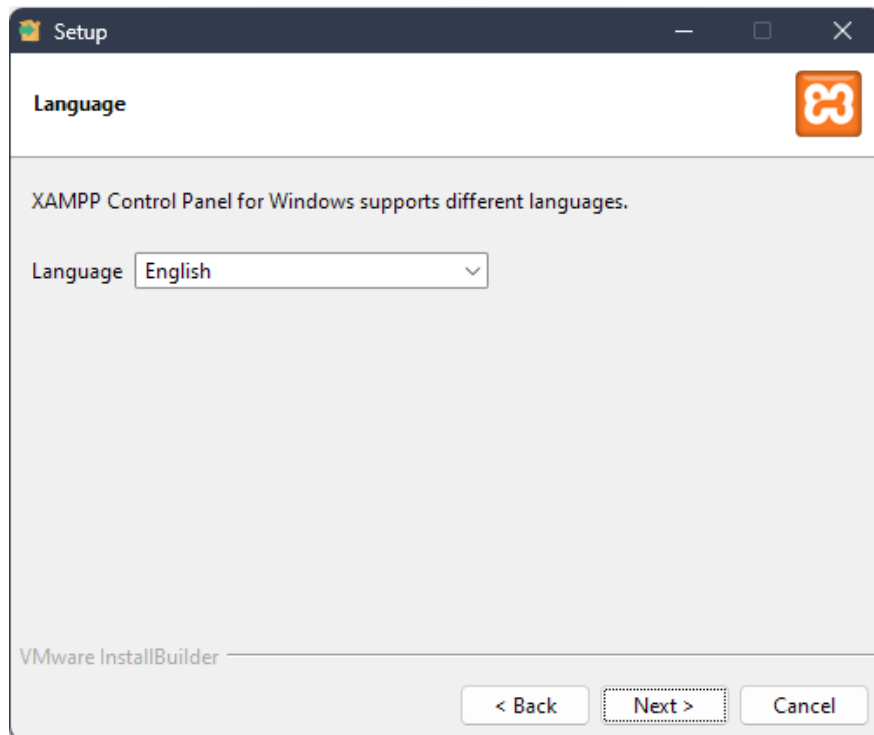 Setup
Language
XAMPP Control Panel for Windows supports different languages.
Language English
VMware InstallBuilder
< Back Next > Cancel